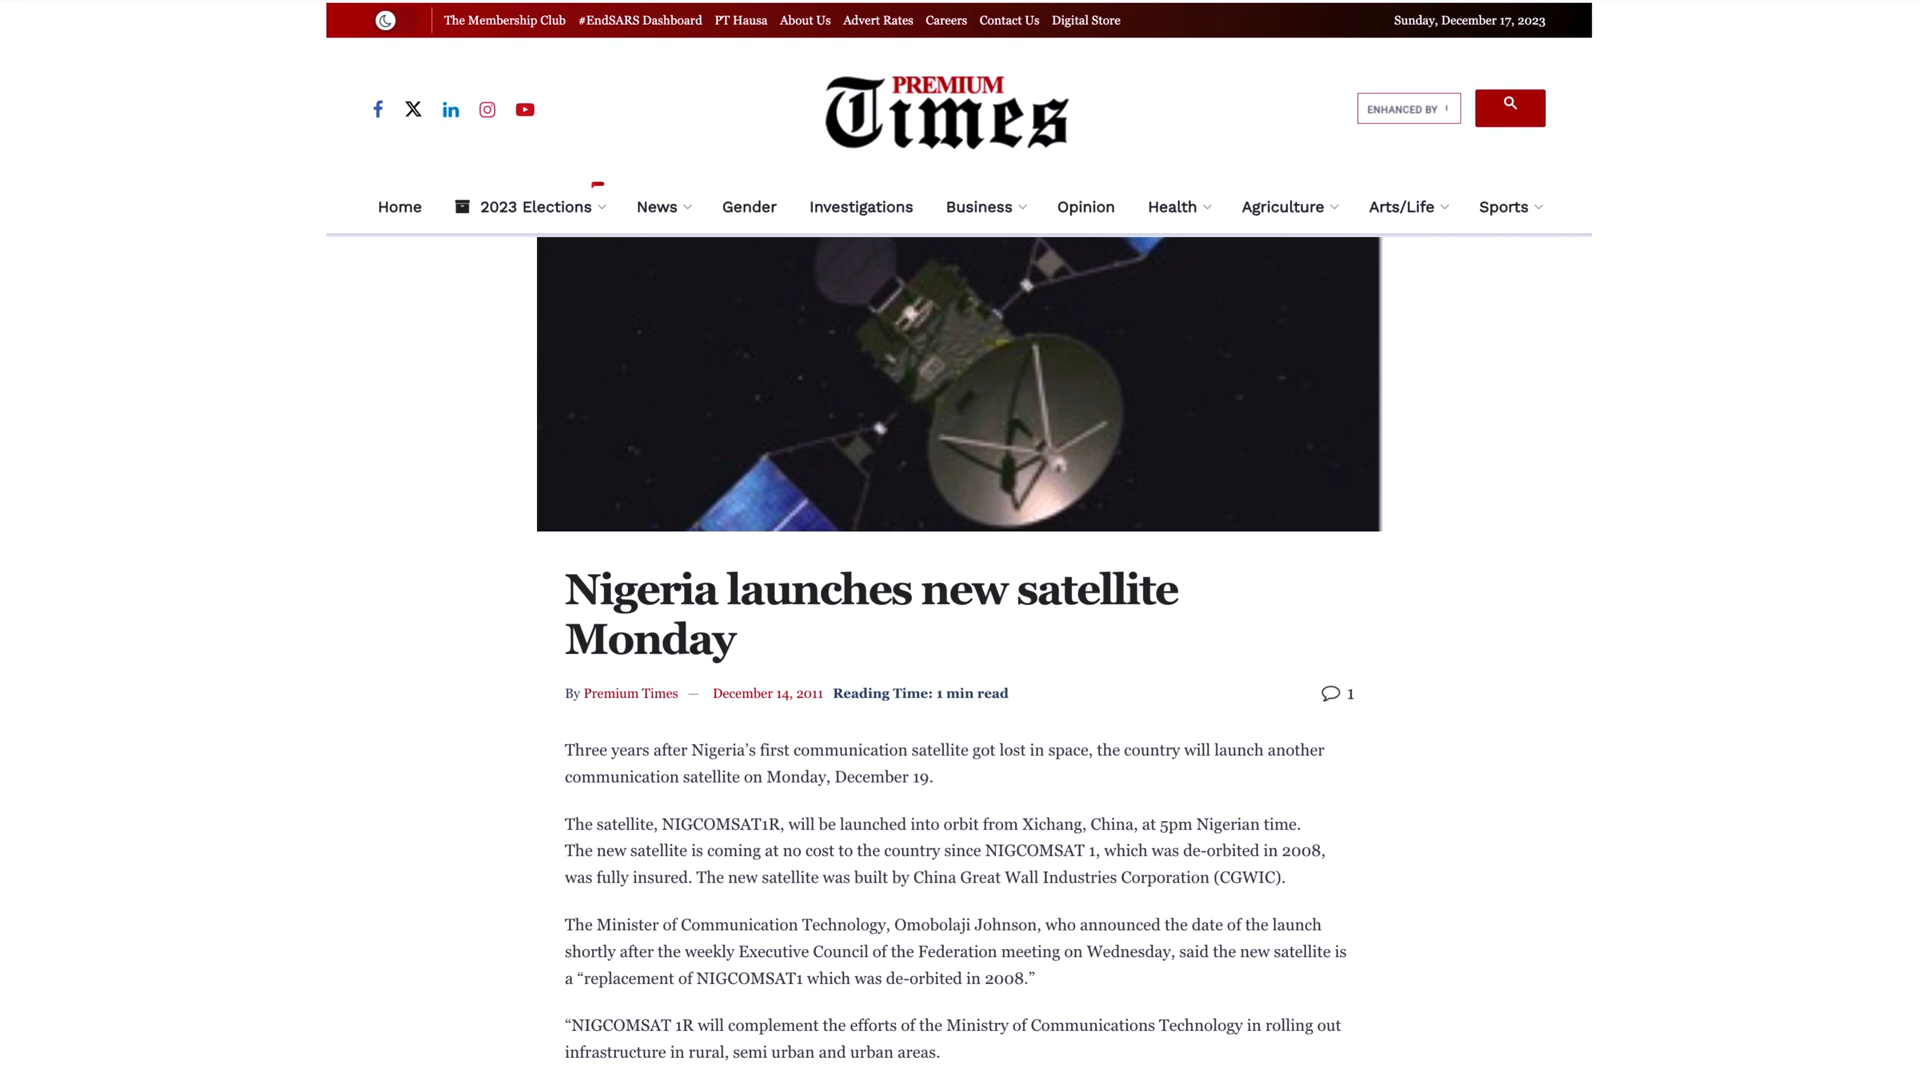 The Membership Club #EndSARS Dashboard PT Hausa About Us Advert Rates Careers Contact Us Digital Store Sunday, December 17, 2023
PREMIUM
Times
ENHANCED BY
Home 2023 Elections News Gender Investigations Business Opinion Health Agriculture Arts/Life Sports
Nigeria launches new satellite
Monday
By Premium Times — December 14, 2011 Reading Time: 1 min read 1
Three years after Nigeria’s first communication satellite got lost in space, the country will launch another
communication satellite on Monday, December 19.
The satellite, NIGCOMSAT1R, will be launched into orbit from Xichang, China, at 5pm Nigerian time.
The new satellite is coming at no cost to the country since NIGCOMSAT 1, which was de-orbited in 2008,
was fully insured. The new satellite was built by China Great Wall Industries Corporation (CGWIC).
The Minister of Communication Technology, Omobolaji Johnson, who announced the date of the launch
shortly after the weekly Executive Council of the Federation meeting on Wednesday, said the new satellite is
a “replacement of NIGCOMSAT1 which was de-orbited in 2008.”
“NIGCOMSAT 1R will complement the efforts of the Ministry of Communications Technology in rolling out
infrastructure in rural, semi urban and urban areas.